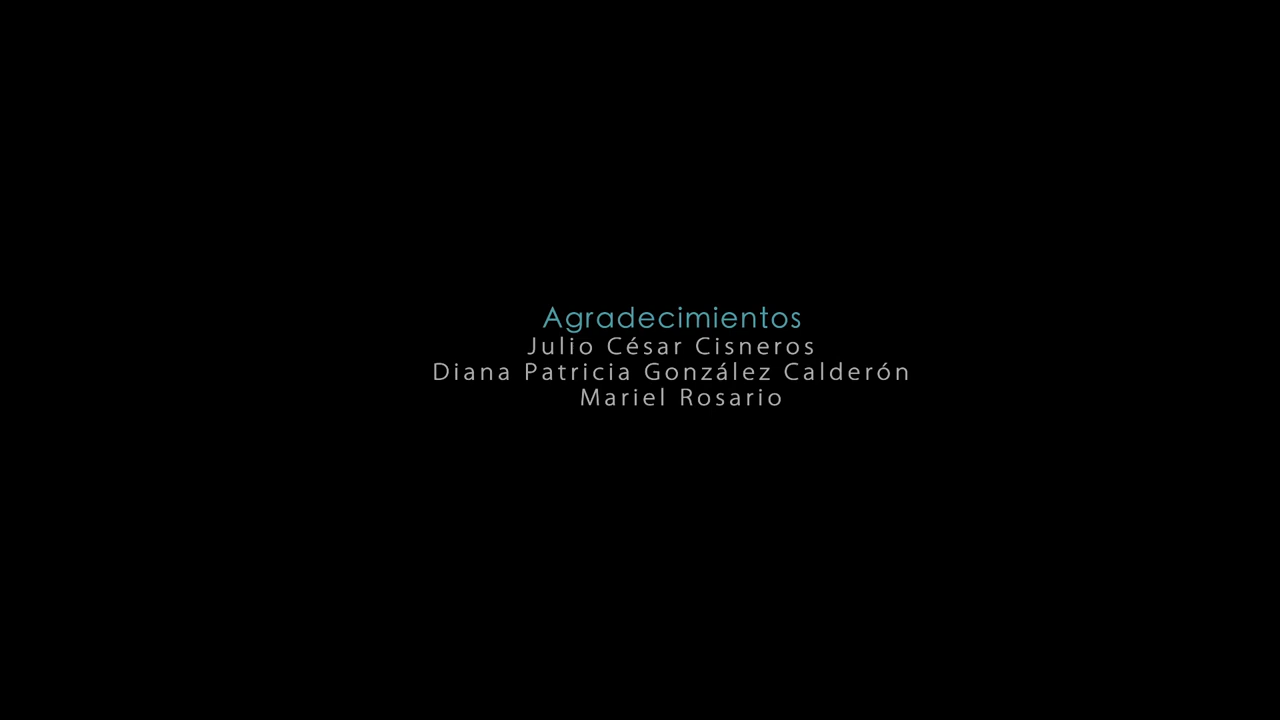 Agradecimientos
Julio César Cisneros
Diana Patricia González Calderón
Mariel Rosario